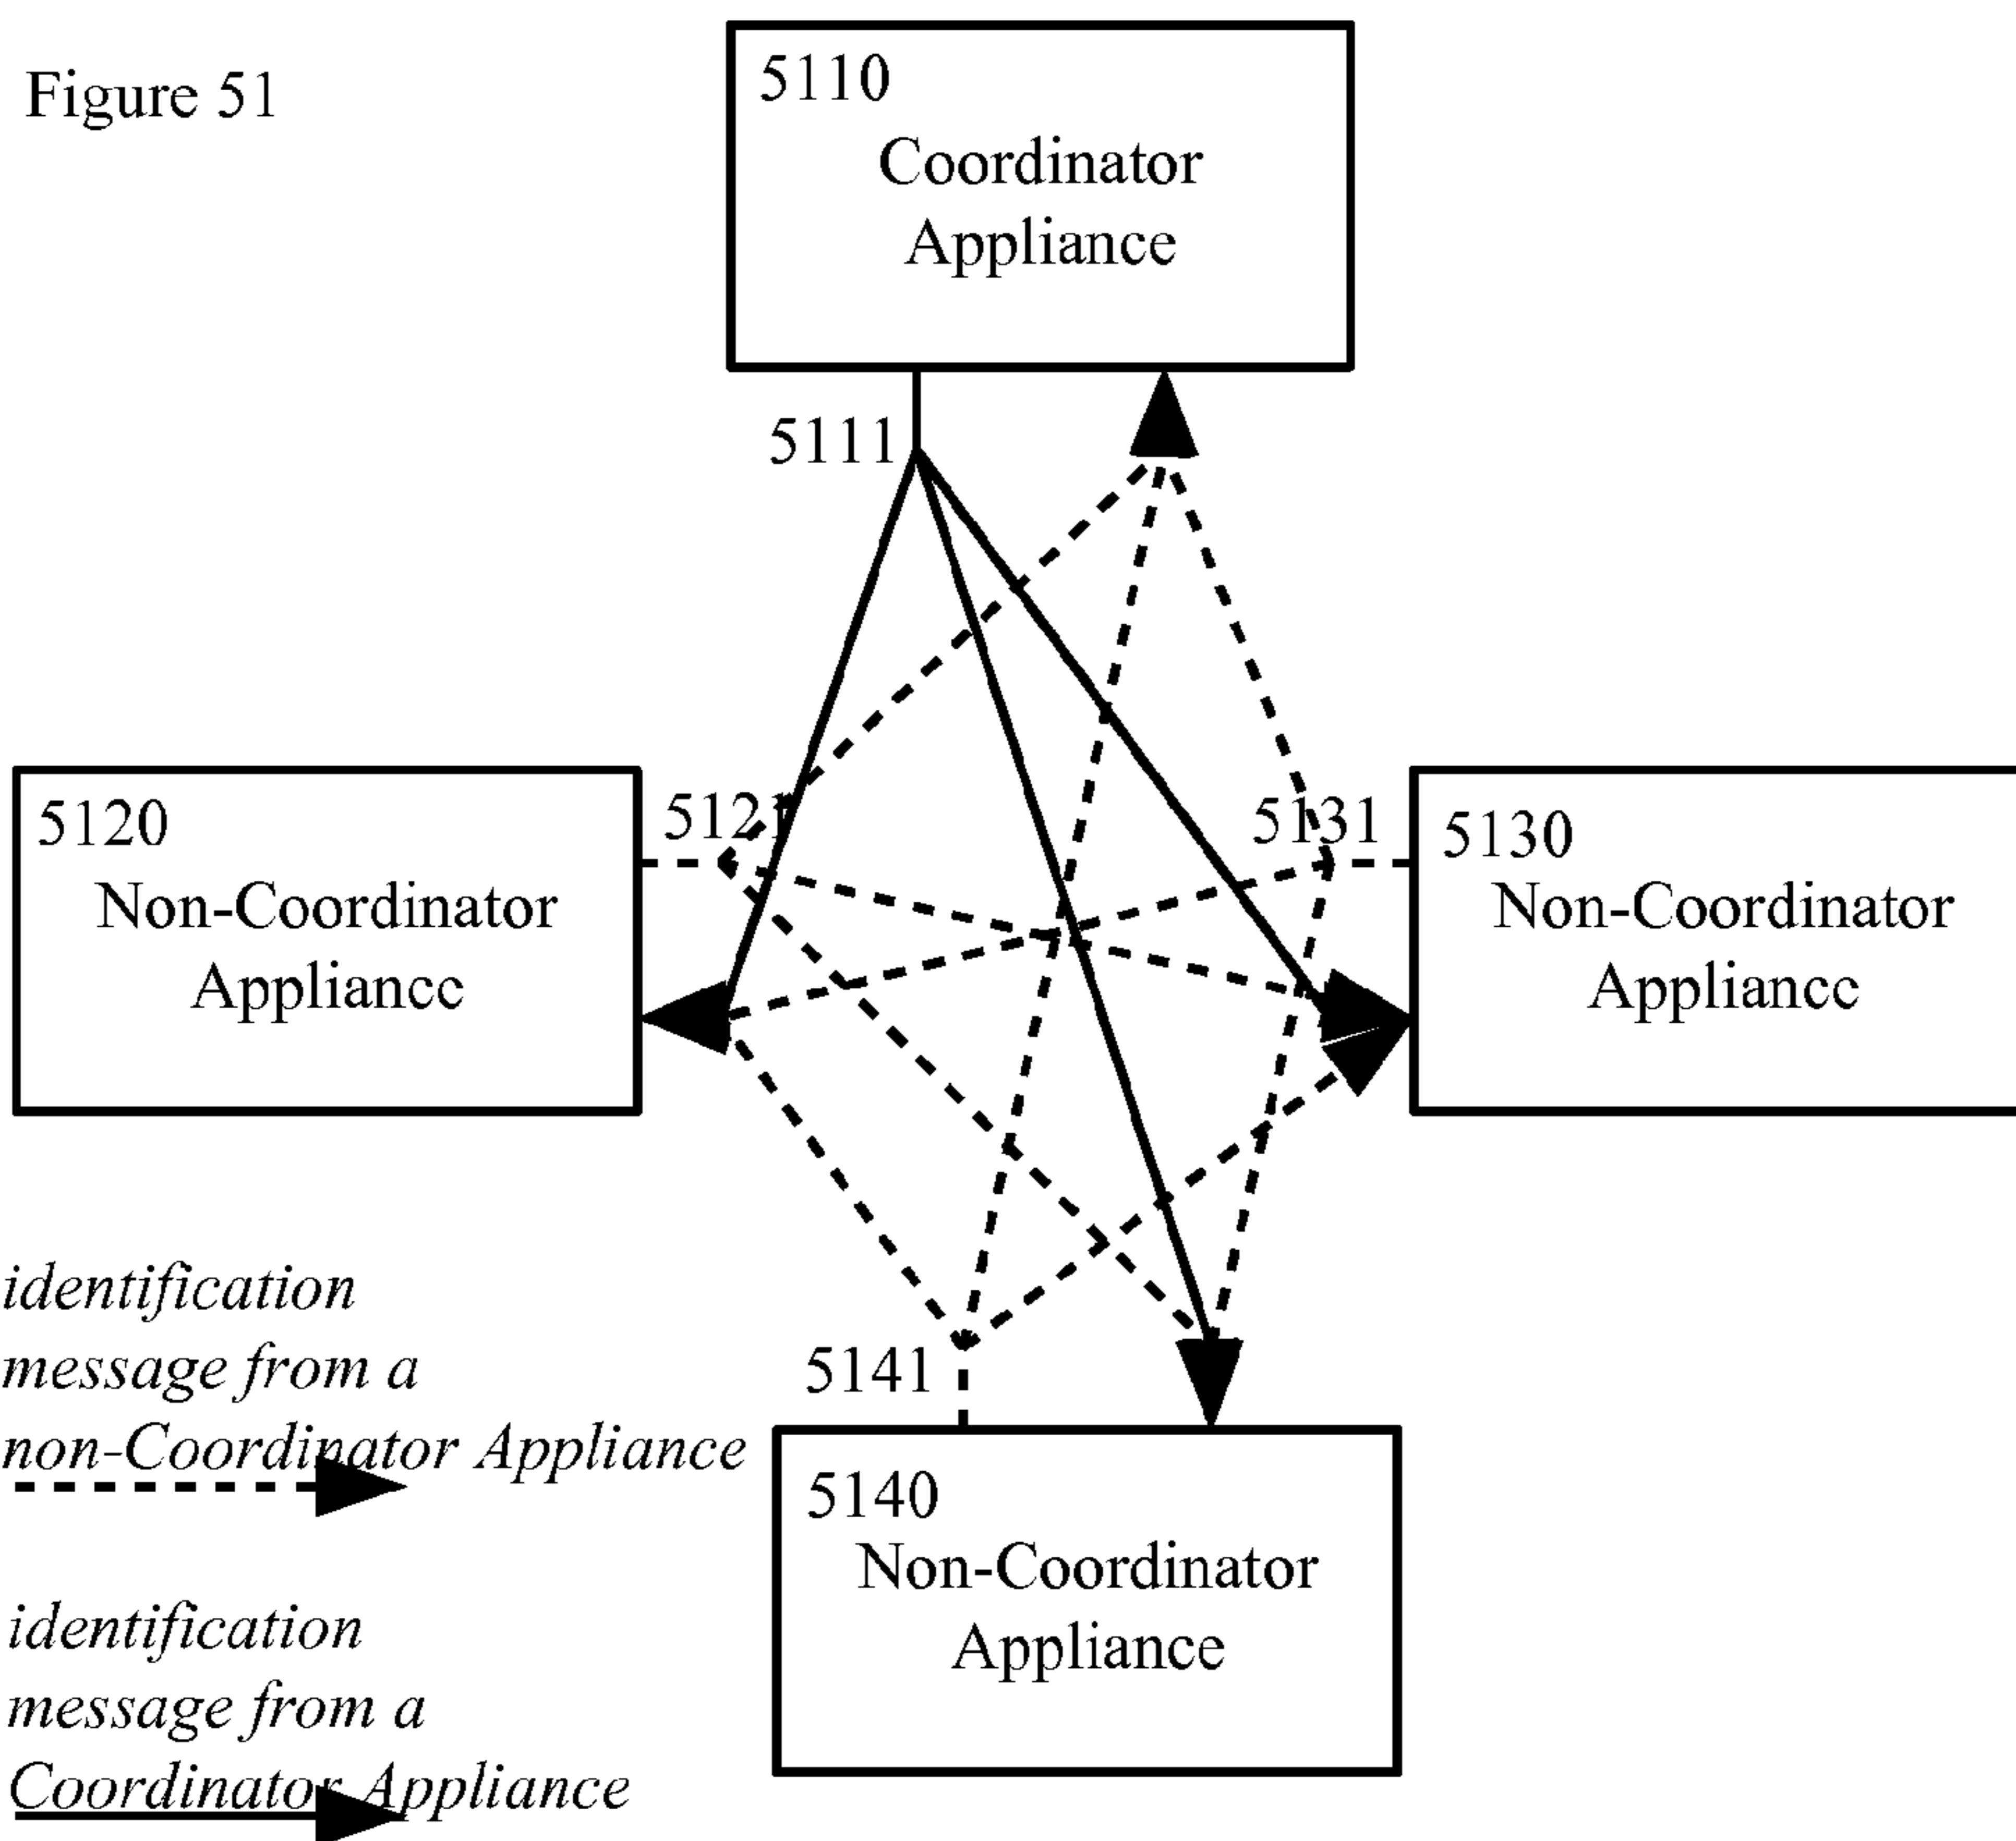 Figure 51
5110
Coordinator
Appliance
5111
5120
Non-Coordinator
Appliance
5121
5131
5130
Non-Coordinator
Appliance
identification
message from a
non-Coordinator Appliance
5141
5140
Non-Coordinator
Appliance
identification
message from a
Coordinator Appliance